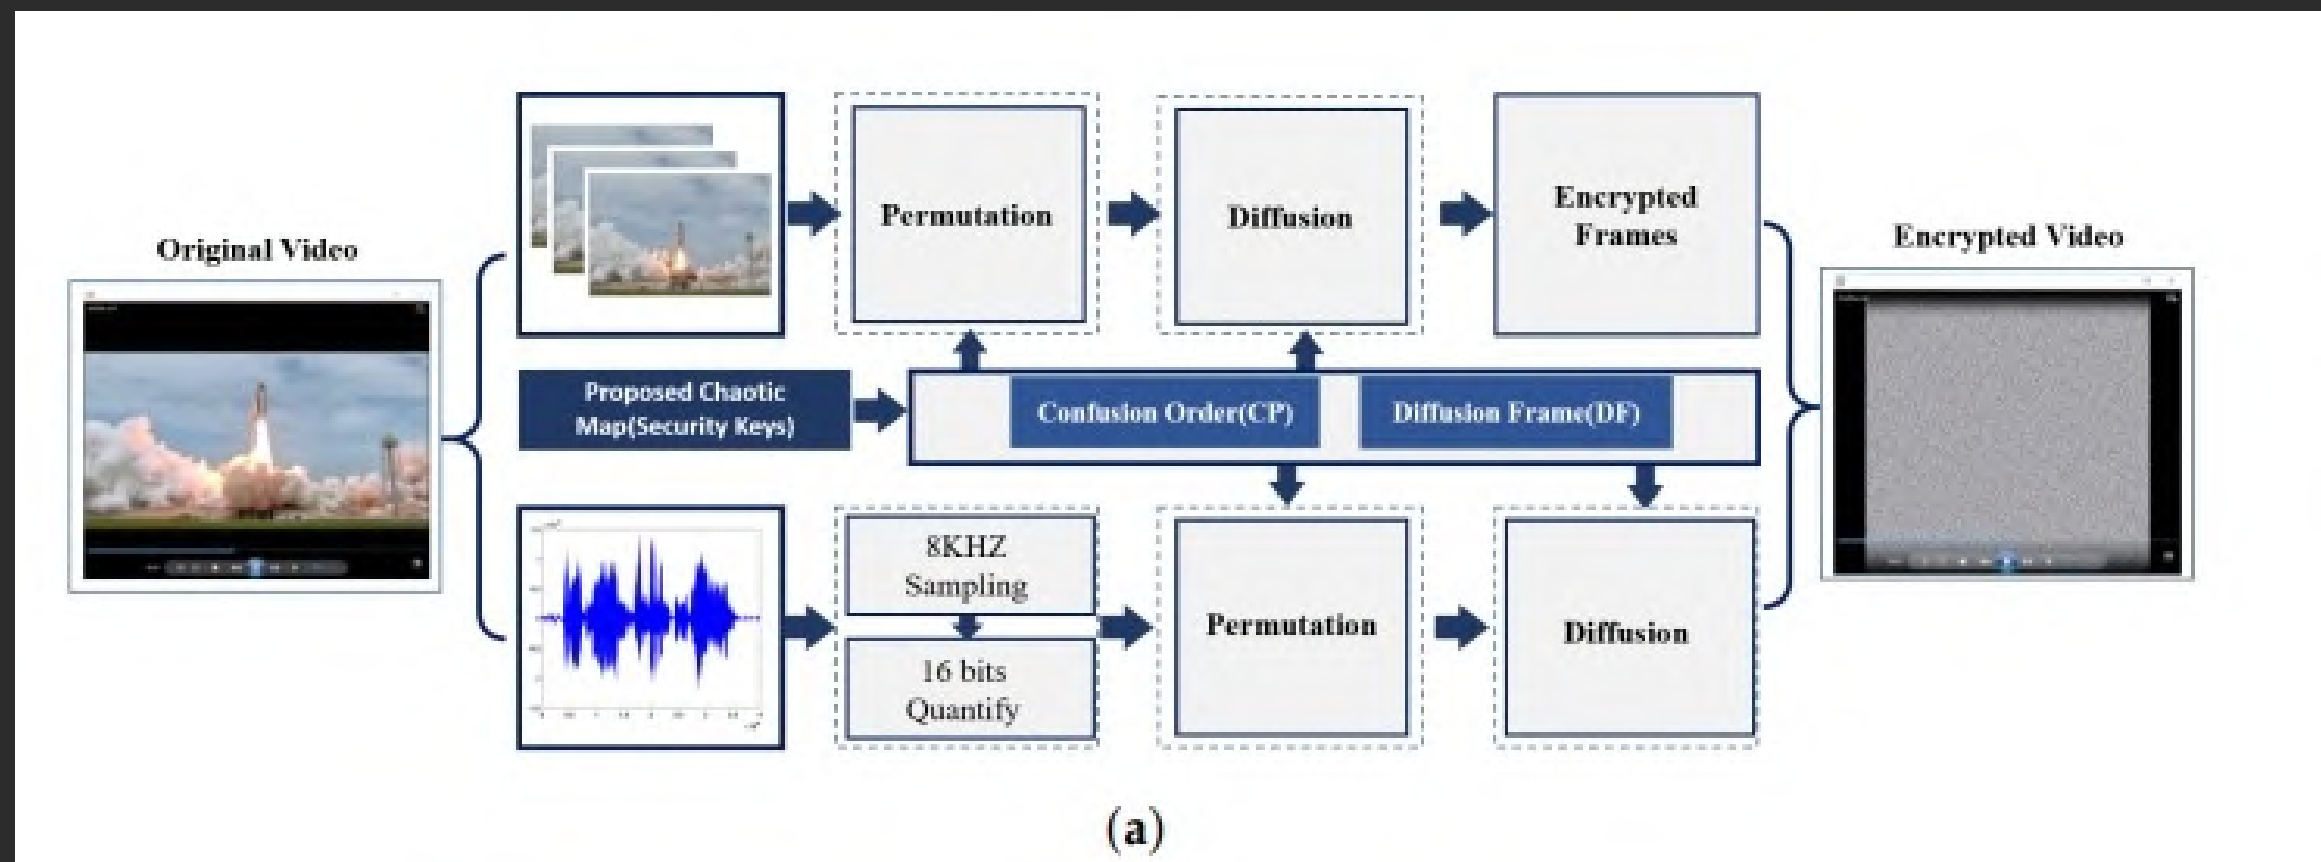 Original Video
Permutation
Diffusion
Encrypted
Frames
Encrypted Video
Proposed Chaotic
Map(Security Keys)
Confusion Order(CP)
Diffusion Frame(DF)
8KHZ
Sampling
16 bits
Quantify
Permutation
Diffusion
(a)